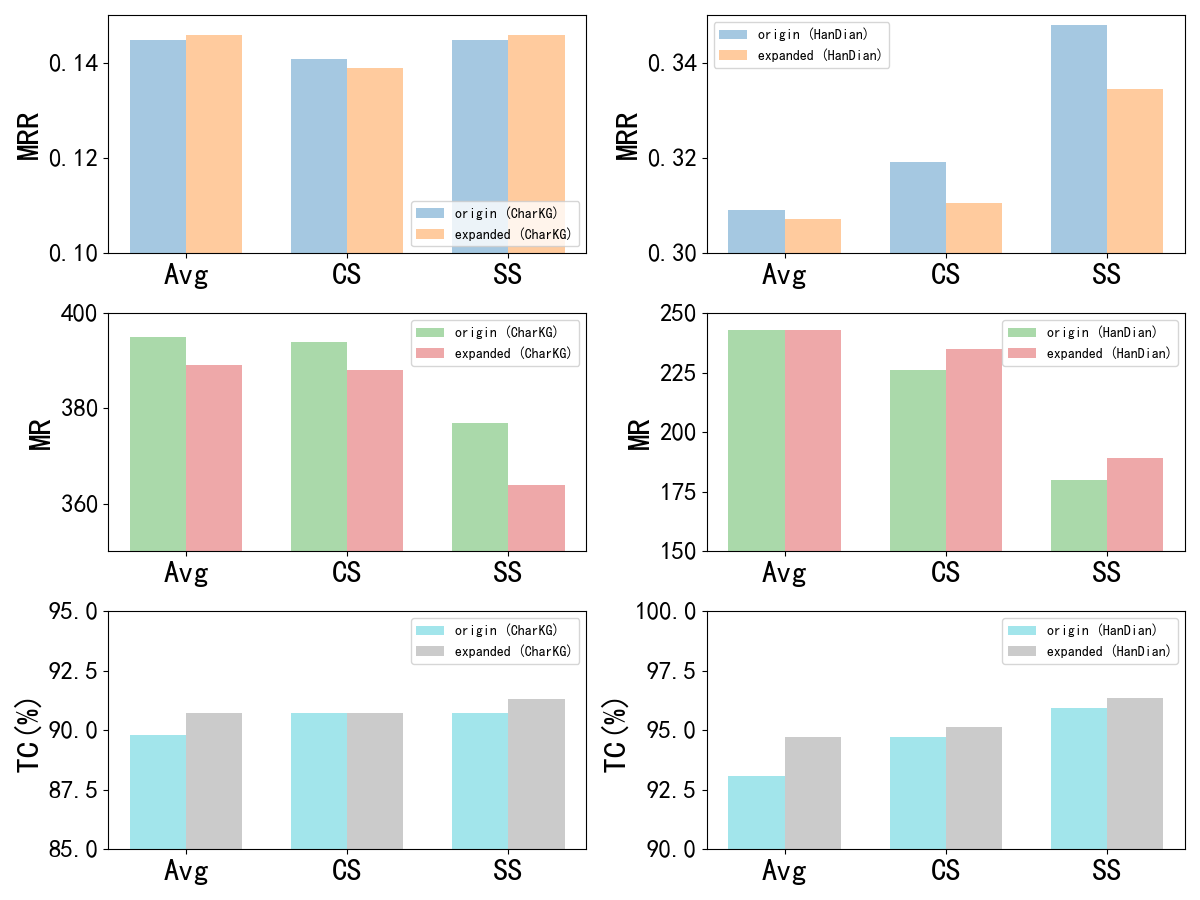 MRR
0.14
0.12
0.10
Avg CS SS
origin (CharKG)
expanded (CharKG)
MRR
0.34
0.32
0.30
Avg CS SS
origin (HanDian)
expanded (HanDian)
MR
400
380
360
Avg CS SS
origin (CharKG)
expanded (CharKG)
MR
250
225
200
175
150
Avg CS SS
origin (HanDian)
expanded (HanDian)
TC(%)
95.0
92.5
90.0
87.5
85.0
Avg CS SS
origin (CharKG)
expanded (CharKG)
TC(%)
100.0
97.5
95.0
92.5
90.0
Avg CS SS
origin (HanDian)
expanded (HanDian)